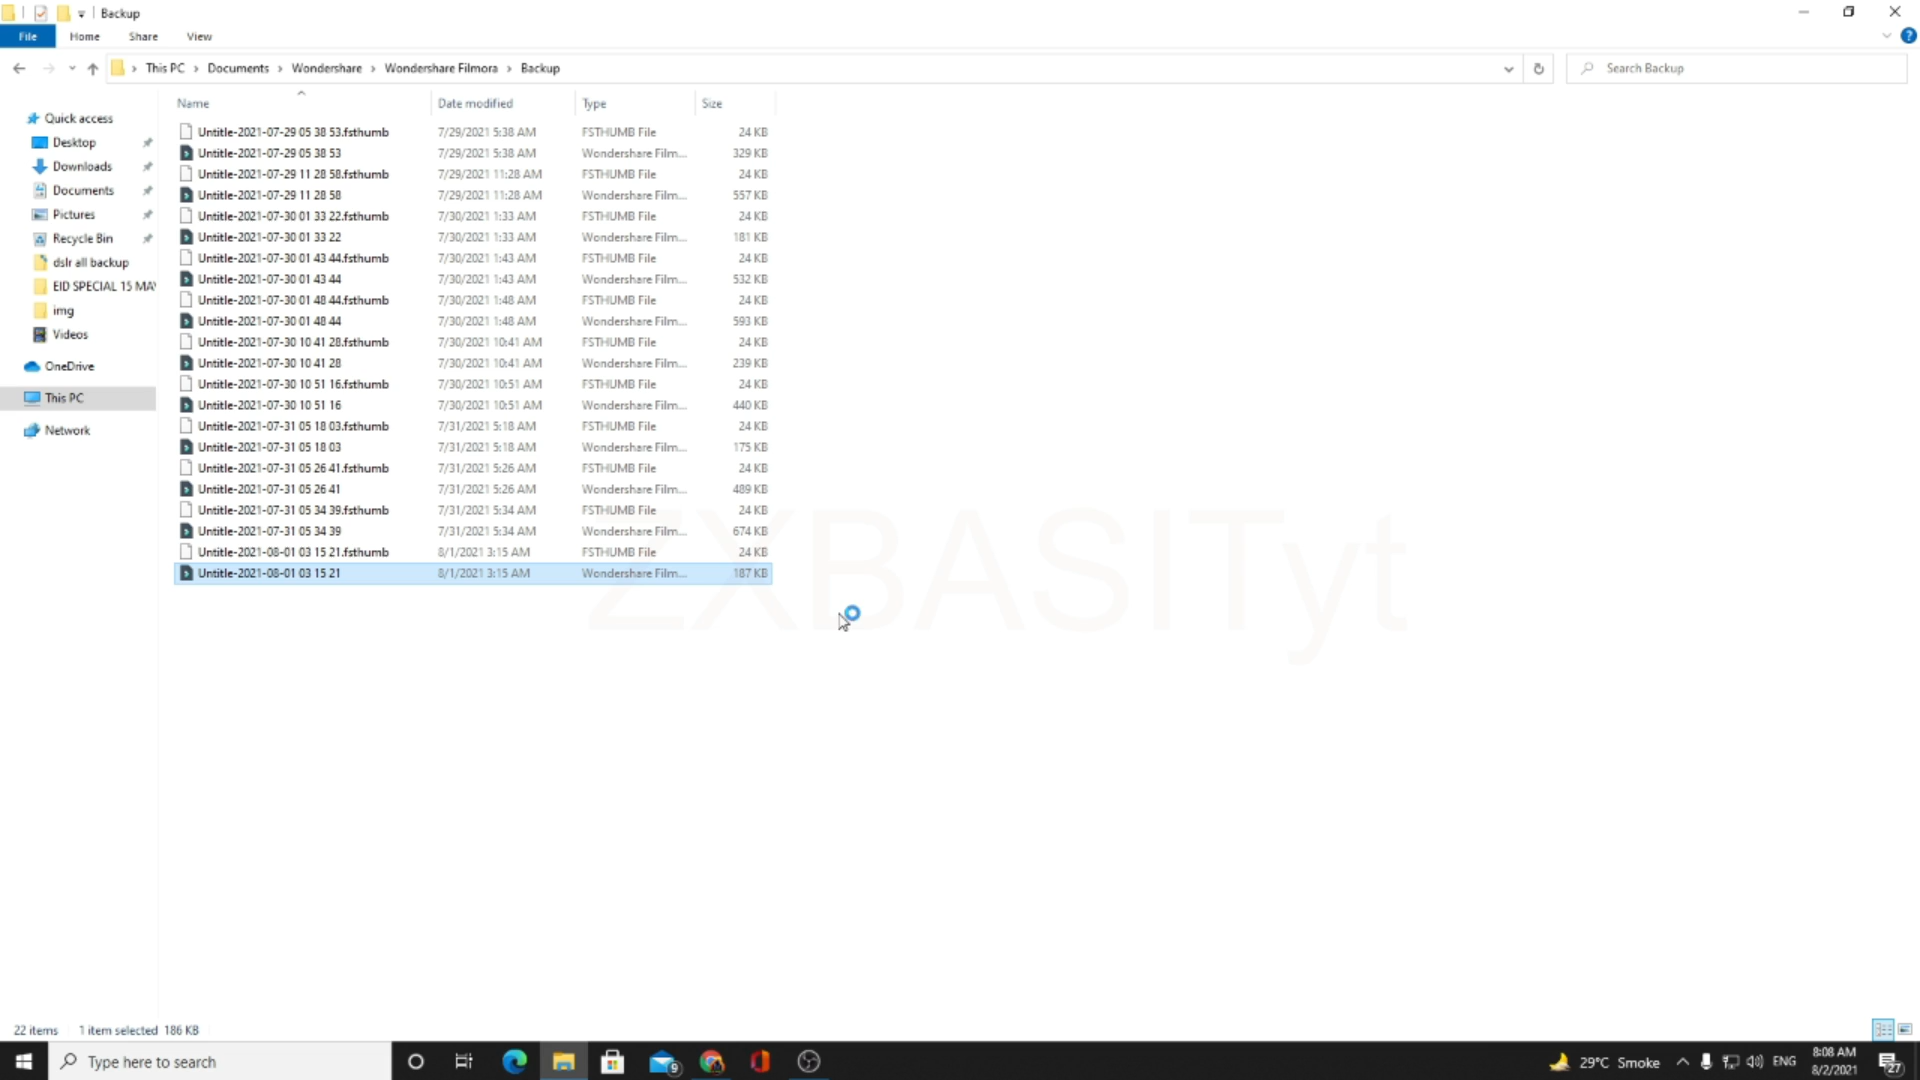 Backup
File Home Share View
This PC > Documents > Wondershare > Wondershare Filmora > Backup
Search Backup
Name Date modified Type Size
Quick access
Desktop
Downloads
Documents
Pictures
Recycle Bin
dslr all backup
EID SPECIAL 15 MAY
img
Videos
OneDrive
This PC
Network
Untitle-2021-07-29 05 38 53.fsthumb 7/29/2021 5:38 AM FSTHUMB File 24 KB
Untitle-2021-07-29 05 38 53 7/29/2021 5:38 AM Wondershare Film... 329 KB
Untitle-2021-07-29 11 28 58.fsthumb 7/29/2021 11:28 AM FSTHUMB File 24 KB
Untitle-2021-07-29 11 28 58 7/29/2021 11:28 AM Wondershare Film... 557 KB
Untitle-2021-07-30 01 33 22.fsthumb 7/30/2021 1:33 AM FSTHUMB File 24 KB
Untitle-2021-07-30 01 33 22 7/30/2021 1:33 AM Wondershare Film... 181 KB
Untitle-2021-07-30 01 43 44.fsthumb 7/30/2021 1:43 AM FSTHUMB File 24 KB
Untitle-2021-07-30 01 43 44 7/30/2021 1:43 AM Wondershare Film... 532 KB
Untitle-2021-07-30 01 48 44.fsthumb 7/30/2021 1:48 AM FSTHUMB File 24 KB
Untitle-2021-07-30 01 48 44 7/30/2021 1:48 AM Wondershare Film... 593 KB
Untitle-2021-07-30 10 41 28.fsthumb 7/30/2021 10:41 AM FSTHUMB File 24 KB
Untitle-2021-07-30 10 41 28 7/30/2021 10:41 AM Wondershare Film... 239 KB
Untitle-2021-07-30 10 51 16.fsthumb 7/30/2021 10:51 AM FSTHUMB File 24 KB
Untitle-2021-07-30 10 51 16 7/30/2021 10:51 AM Wondershare Film... 440 KB
Untitle-2021-07-31 05 18 03.fsthumb 7/31/2021 5:18 AM FSTHUMB File 24 KB
Untitle-2021-07-31 05 18 03 7/31/2021 5:18 AM Wondershare Film... 175 KB
Untitle-2021-07-31 05 26 41.fsthumb 7/31/2021 5:26 AM FSTHUMB File 24 KB
Untitle-2021-07-31 05 26 41 7/31/2021 5:26 AM Wondershare Film... 489 KB
Untitle-2021-07-31 05 34 39.fsthumb 7/31/2021 5:34 AM FSTHUMB File 24 KB
Untitle-2021-07-31 05 34 39 7/31/2021 5:34 AM Wondershare Film... 674 KB
Untitle-2021-08-01 03 15 21.fsthumb 8/1/2021 3:15 AM FSTHUMB File 24 KB
Untitle-2021-08-01 03 15 21 8/1/2021 3:15 AM Wondershare Film... 187 KB
ZXBASITyt
22 items 1 item selected 186 KB
Type here to search
9
29°C Smoke
ENG
8:08 AM
8/2/2021
27